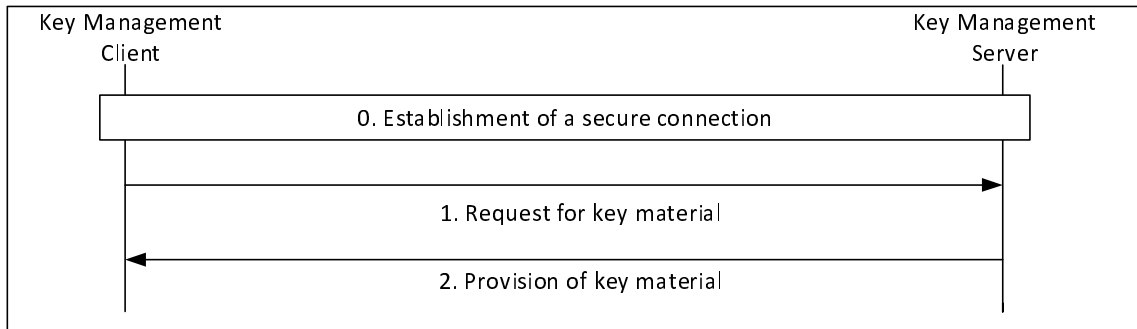 Key Management
Client
Key Management
Server
0. Establishment of a secure connection
1. Request for key material
2. Provision of key material